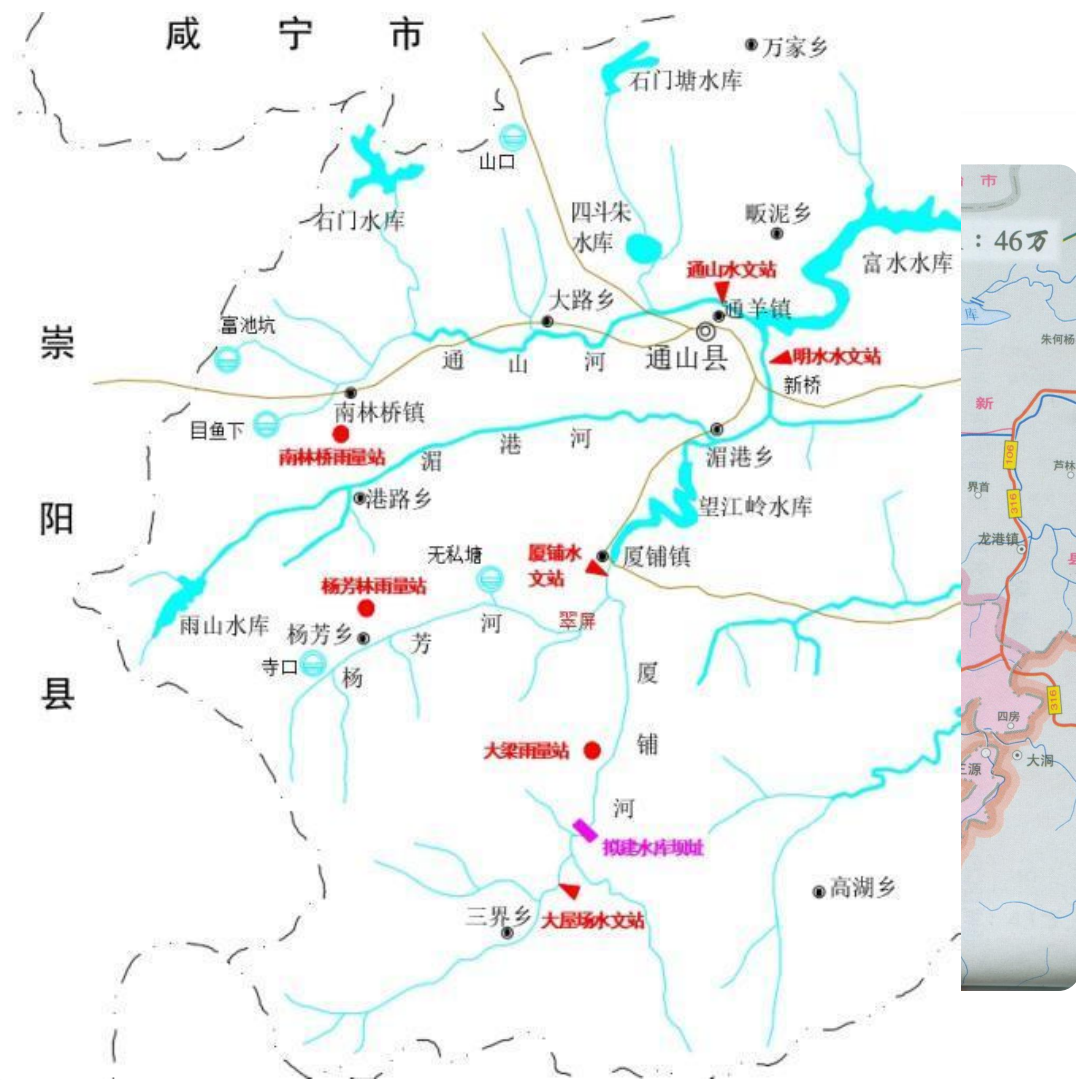 咸宁市
万家乡
石门塘水库
山口
石门水库
四斗朱
水库
畈泥乡
富水水库
通山水文站
大路乡
通羊镇
崇阳县
富池坑
通山河
通山县
明水水文站
新桥
南林桥镇
目鱼下
南林桥雨量站
湄港河
湄港乡
港路乡
望江岭水库
无私塘
厦铺水
文站
厦铺镇
杨芳林雨量站
雨山水库
杨芳乡
翠屏
寺口
杨芳河
厦铺河
大梁雨量站
拟建水库坝址
三界乡
大屋场水文站
高湖乡
市
：46万
库
朱何杨
新
106
芦林
界首
316
龙港镇
316
四房
大洞
三源